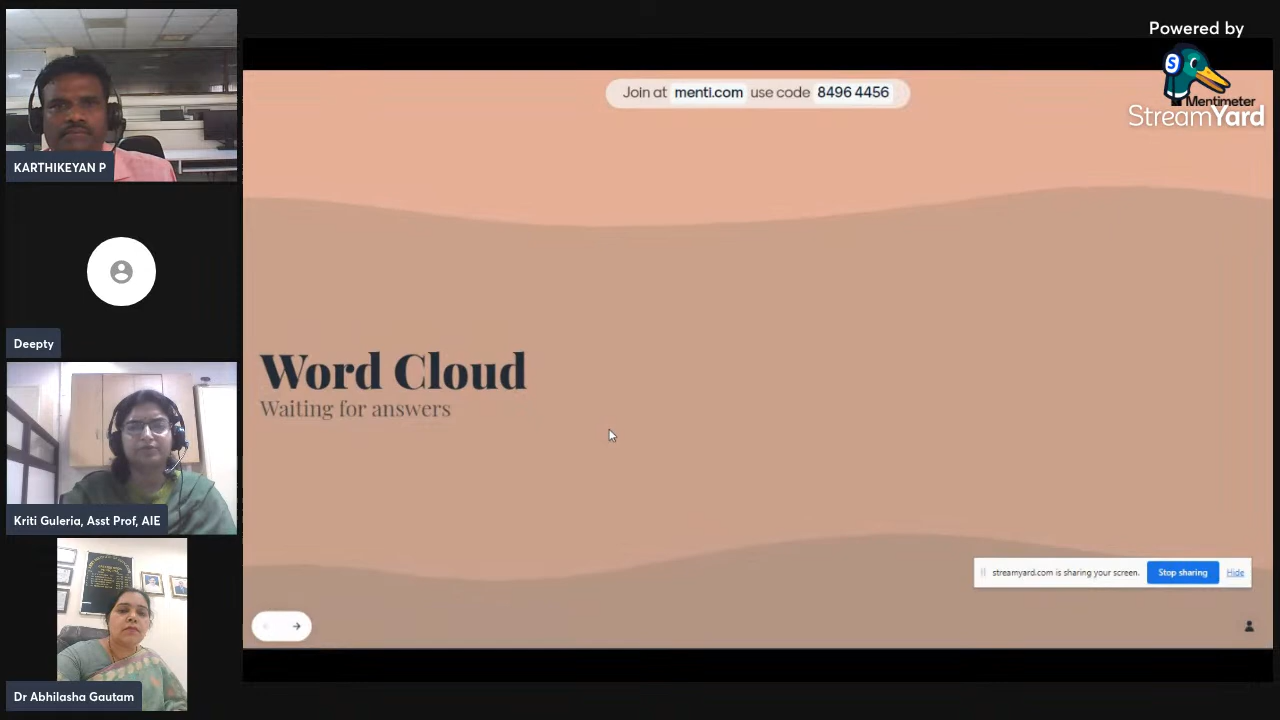 Powered by
S
Mentimeter
StreamYard
Join at menti.com use code 8496 4456
KARTHIKEYAN P
Deepty
Word Cloud
Waiting for answers
Kriti Guleria, Asst Prof, AIE
streamyard.com is sharing your screen. Stop sharing Hide
Dr Abhilasha Gautam